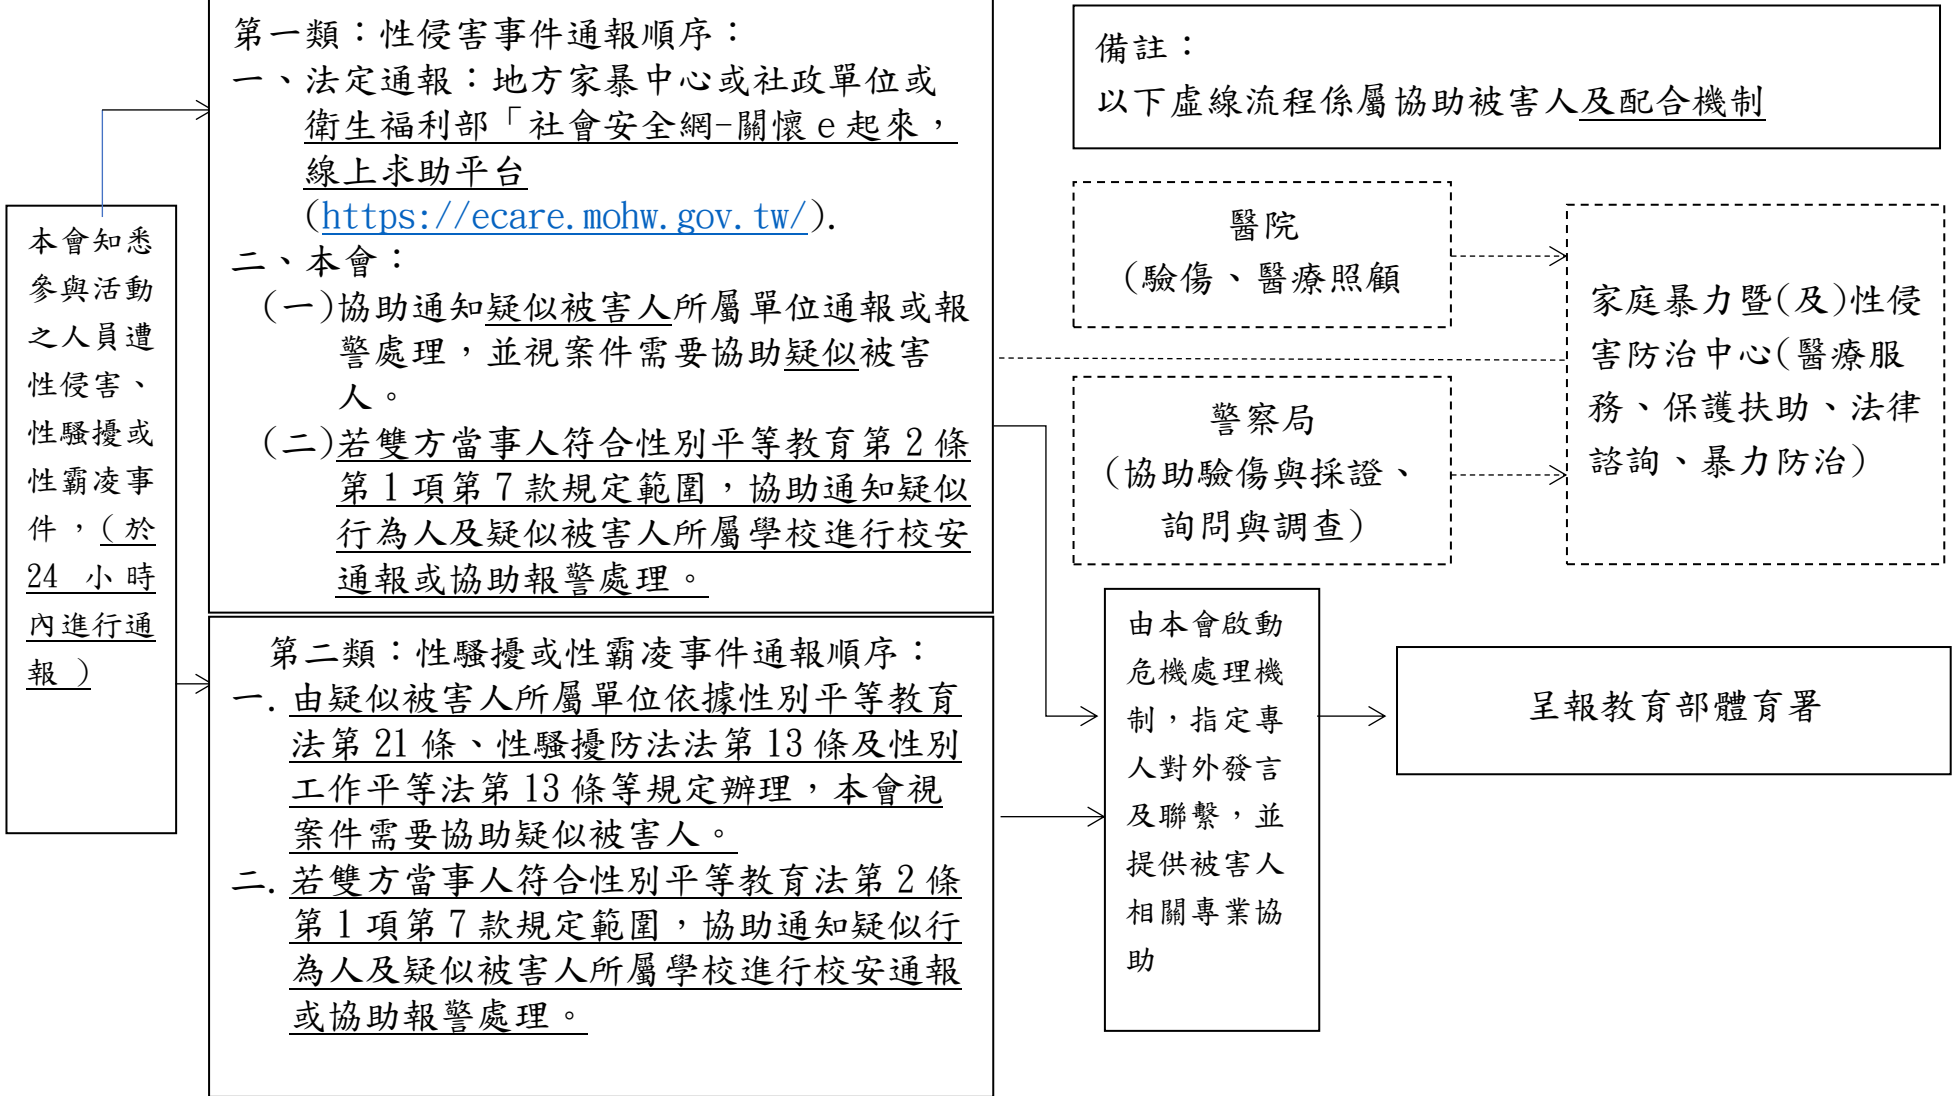 本會知悉
參與活動
之人員遭
性侵害、
性騷擾或
性霸凌事
件，(於
24 小時
內進行通
報 )
第一類：性侵害事件通報順序：
一、法定通報：地方家暴中心或社政單位或
衛生福利部「社會安全網-關懷 e 起來，
線上求助平台
(https://ecare.mohw.gov.tw/).
二、本會：
(一)協助通知疑似被害人所屬單位通報或報
警處理，並視案件需要協助疑似被害
人。
(二)若雙方當事人符合性別平等教育第 2 條
第 1 項第 7 款規定範圍，協助通知疑似
行為人及疑似被害人所屬學校進行校安
通報或協助報警處理。
第二類：性騷擾或性霸凌事件通報順序：
一.由疑似被害人所屬單位依據性別平等教育
法第 21 條、性騷擾防法法第 13 條及性別
工作平等法第 13 條等規定辦理，本會視
案件需要協助疑似被害人。
二.若雙方當事人符合性別平等教育法第 2 條
第 1 項第 7 款規定範圍，協助通知疑似行
為人及疑似被害人所屬學校進行校安通報
或協助報警處理。
備註：
以下虛線流程係屬協助被害人及配合機制
醫院
(驗傷、醫療照顧
警察局
(協助驗傷與採證、
詢問與調查)
家庭暴力暨(及)性侵
害防治中心(醫療服
務、保護扶助、法律
諮詢、暴力防治)
由本會啟動
危機處理機
制，指定專
人對外發言
及聯繫，並
提供被害人
相關專業協
助
呈報教育部體育署